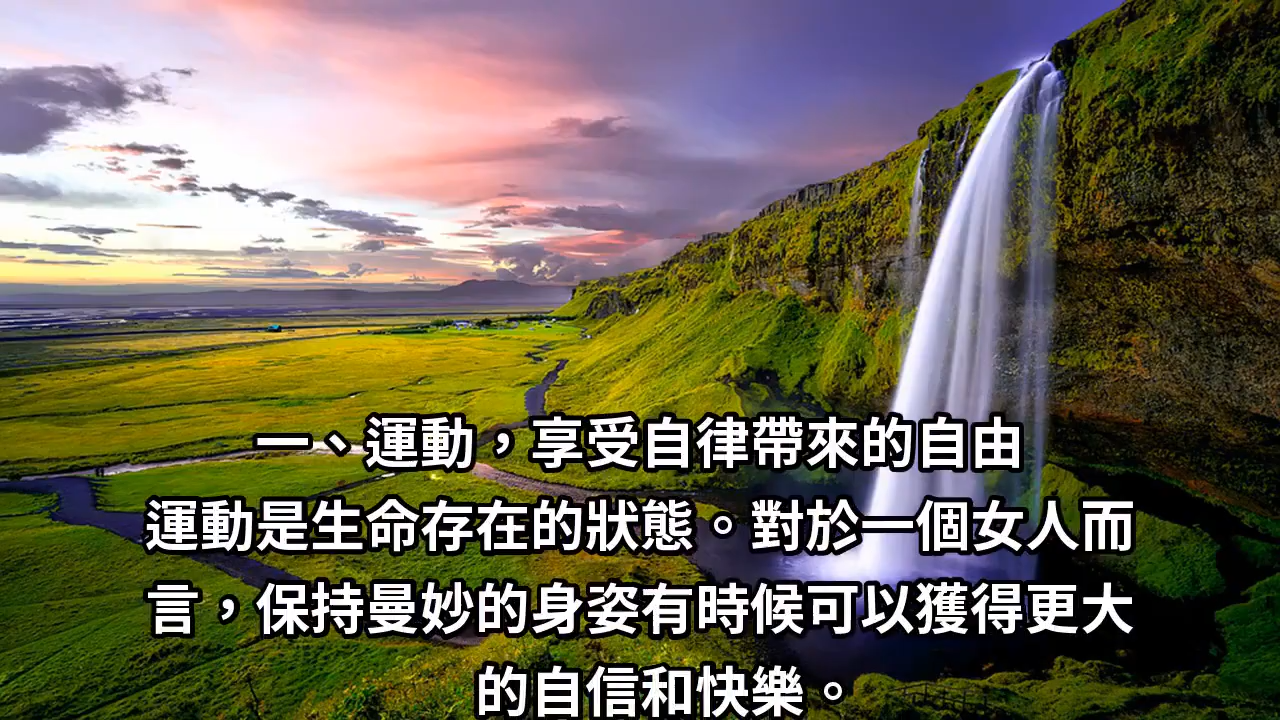 一、運動，享受自律帶來的自由
運動是生命存在的狀態。對於一個女人而
言，保持曼妙的身姿有時候可以獲得更大
的自信和快樂。